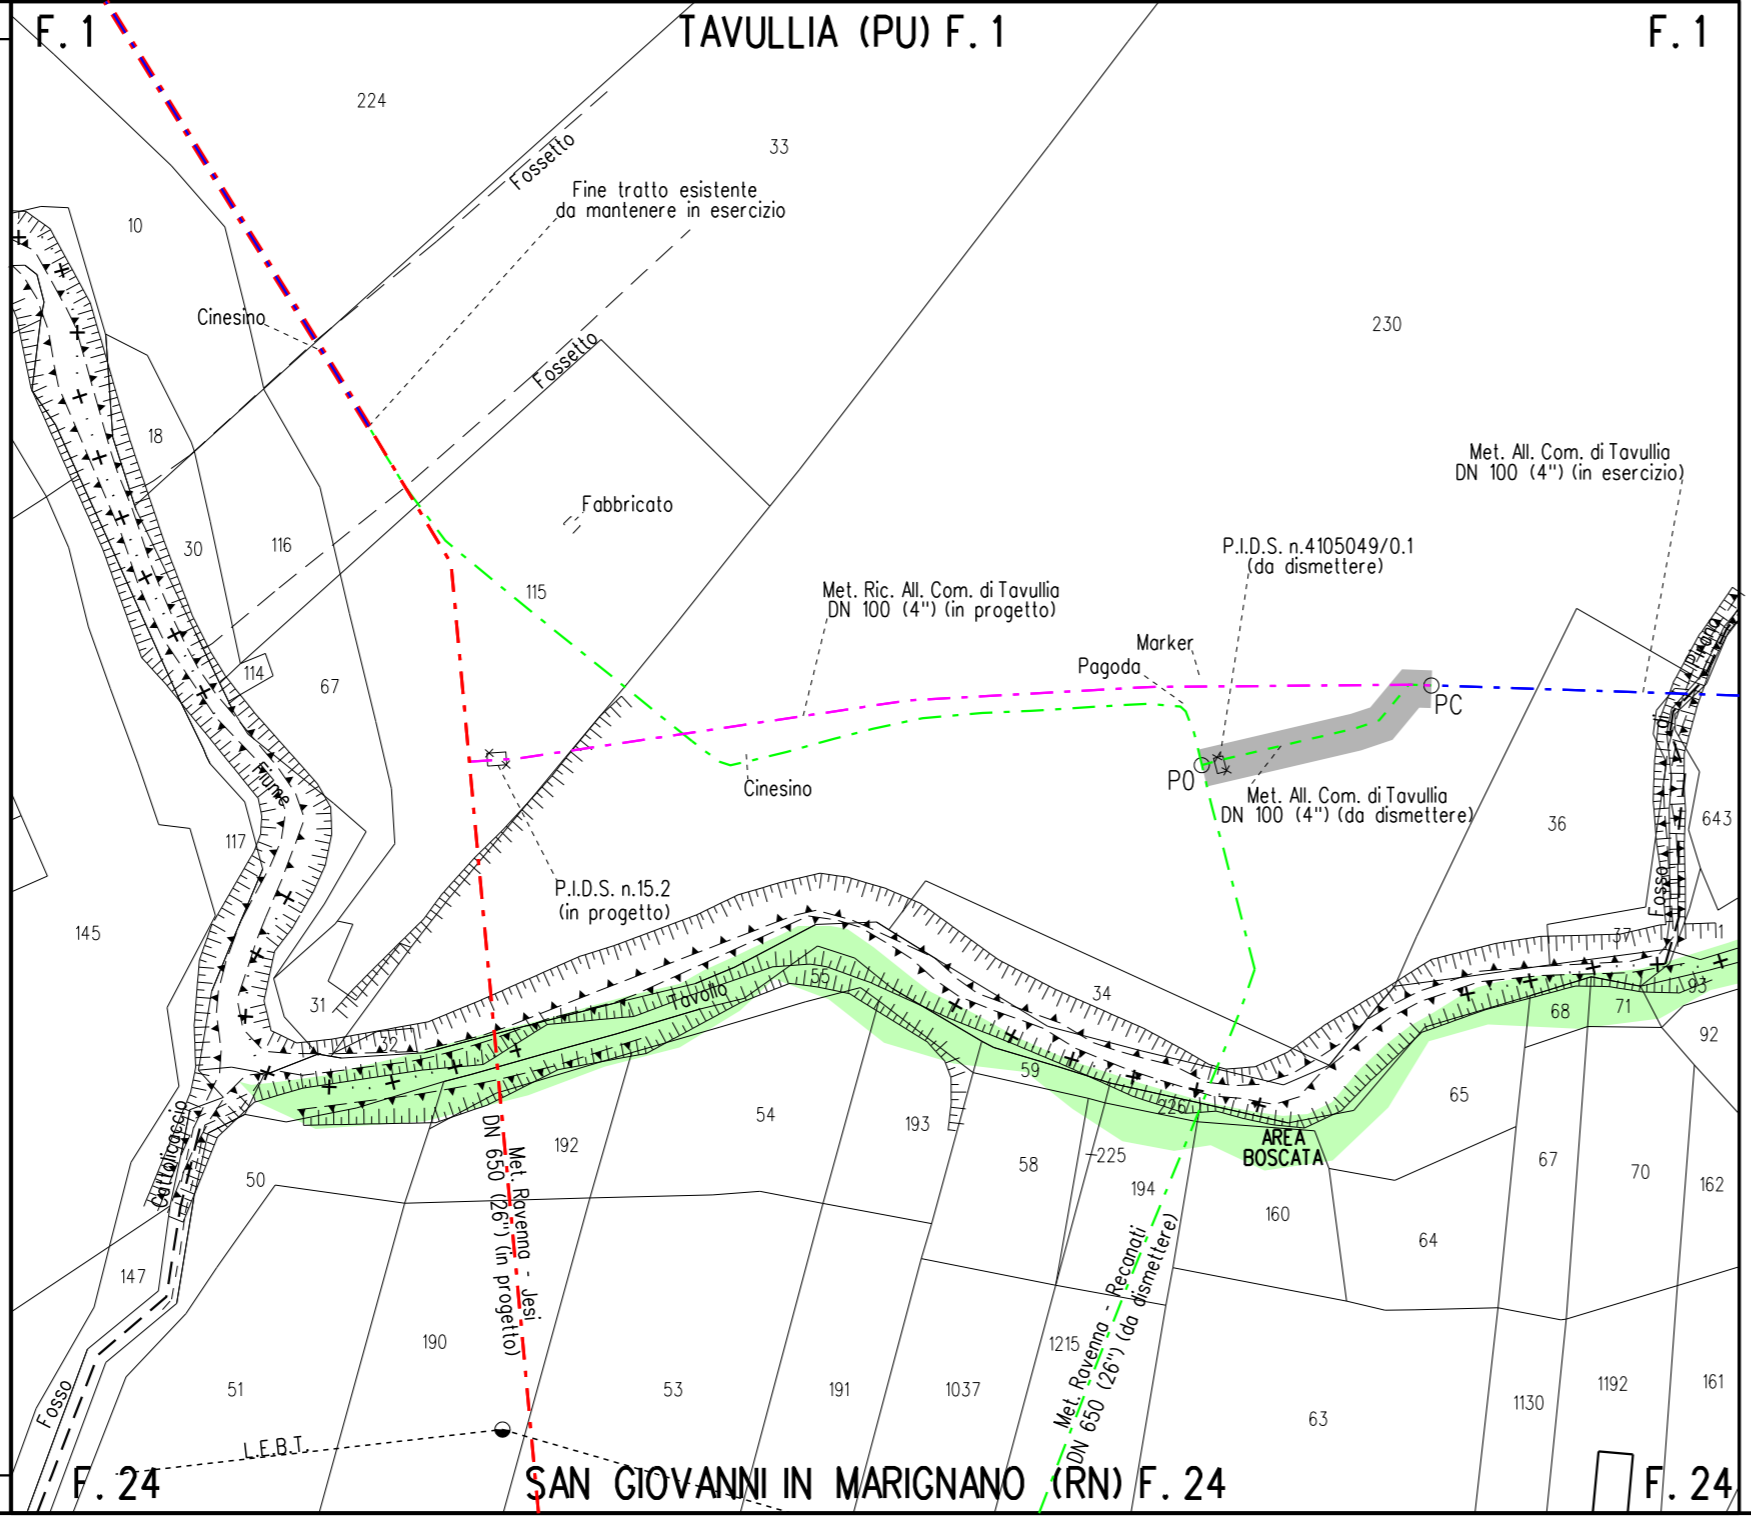 F. 1
TAVULLIA (PU) F. 1
F. 1
224
33
Fossetto
Fine tratto esistente
da mantenere in esercizio
10
Cinesino
230
Fossetto
18
Met. All. Com. di Tavullia
DN 100 (4") (in esercizio)
Fabbricato
30
116
P.I.D.S. n.4105049/0.1
(da dismettere)
115
Met. Ric. All. Com. di Tavullia
DN 100 (4") (in progetto)
Marker
Pagoda
114
67
PC
Fiume
P0
Cinesino
Met. All. Com. di Tavullia
DN 100 (4") (da dismettere)
36
643
117
P.I.D.S. n.15.2
(in progetto)
Fosso
di
Pirano
145
37
1
31
55
34
Tavollo
93
32
68
71
92
59
226
65
Cattolicaccio
54
193
192
AREA
BOSCATA
50
58
225
194
67
70
162
160
64
Met. Ravenna - Jesi
DN 650 (26") (in progetto)
147
Met. Ravenna - Recanati
DN 650 (26") (da dismettere)
190
1215
51
53
191
1037
63
1130
1192
161
Fosso
L.E.B.T.
F. 24
SAN GIOVANNI IN MARIGNANO (RN) F. 24
F. 24